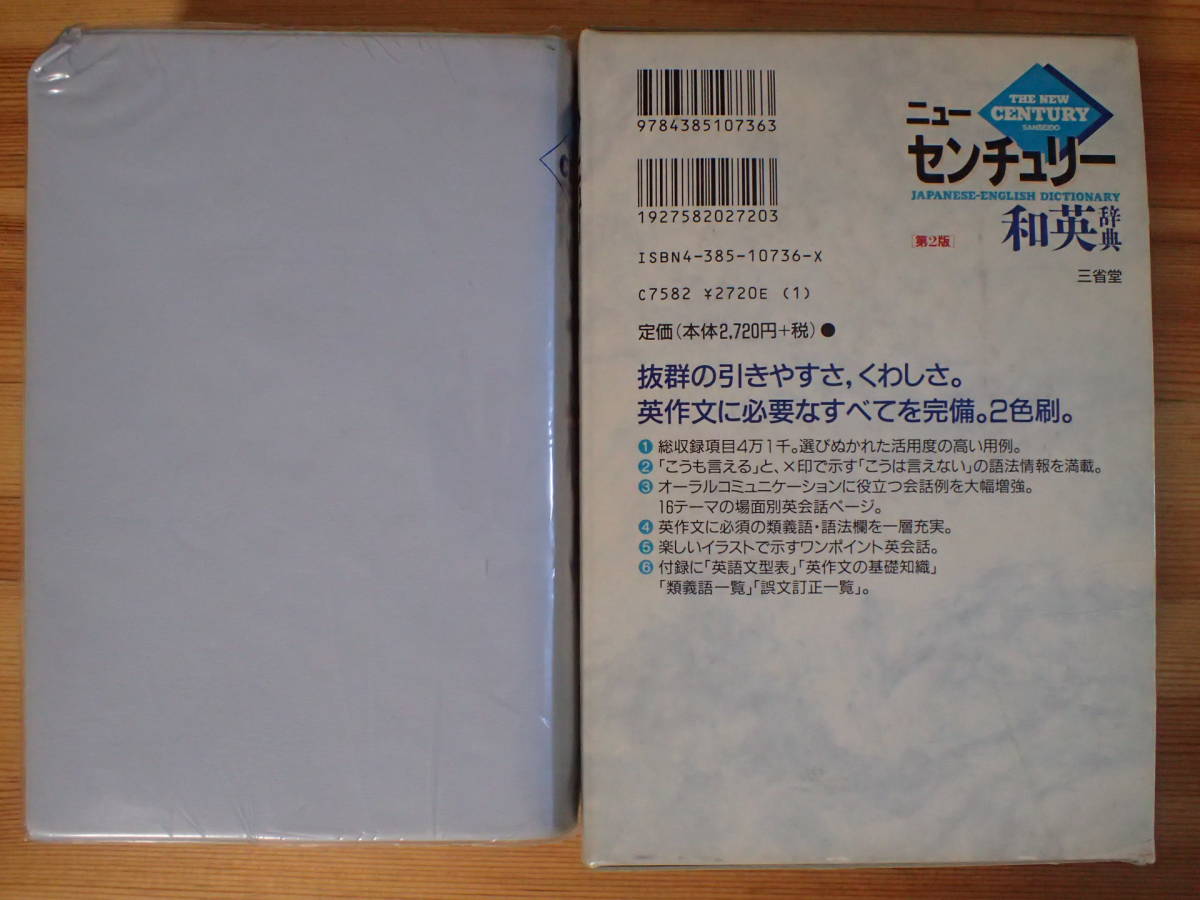 9784385107363
1927582027203
ISBN4-385-10736-X
C7582 ¥2720E (1)
定価(本体2,720円+税)●
THE NEW
CENTURY
SANSEIDO
ニュー
センチュリー
JAPANESE-ENGLISH DICTIONARY
[第2版]
和英辞典
三省堂
抜群の引きやすさ,くわしさ。
英作文に必要なすべてを完備。2色刷。
❶ 総収録項目4万1千。選びぬかれた活用度の高い用例。
❷ 「こうも言える」と、×印で示す「こうは言えない」の語法情報を満載。
❸ オーラルコミュニケーションに役立つ会話例を大幅増強。
16テーマの場面別英会話ページ。
❹ 英作文に必須の類義語・語法欄を一層充実。
❺ 楽しいイラストで示すワンポイント英会話。
❻ 付録に「英語文型表」「英作文の基礎知識」
「類義語一覧」「誤文訂正一覧」。